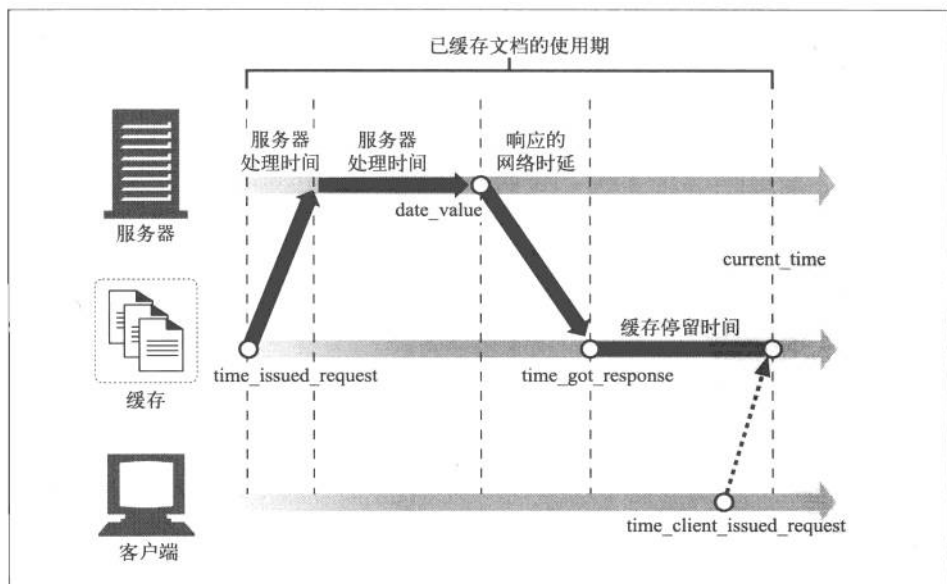 已缓存文档的使用期
服务器
处理时间
服务器
处理时间
响应的
网络时延
date_value
服务器
current_time
缓存停留时间
time_issued_request
time_got_response
缓存
time_client_issued_request
客户端